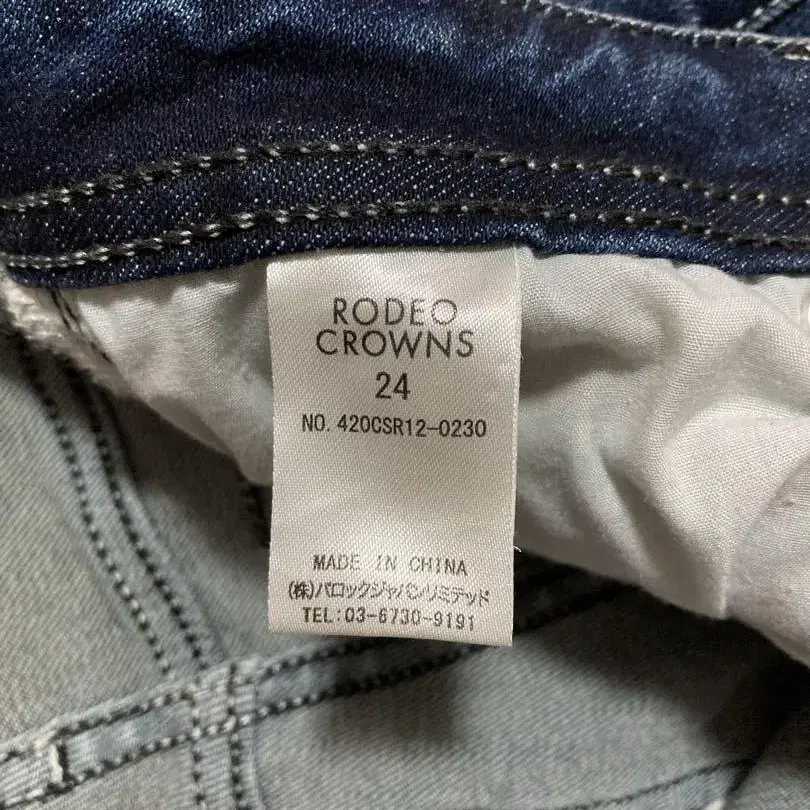 RODEO
CROWNS
24
NO. 420CSR12-0230
MADE IN CHINA
(株)バロックジャパンリミテッド
TEL:03-6730-9191